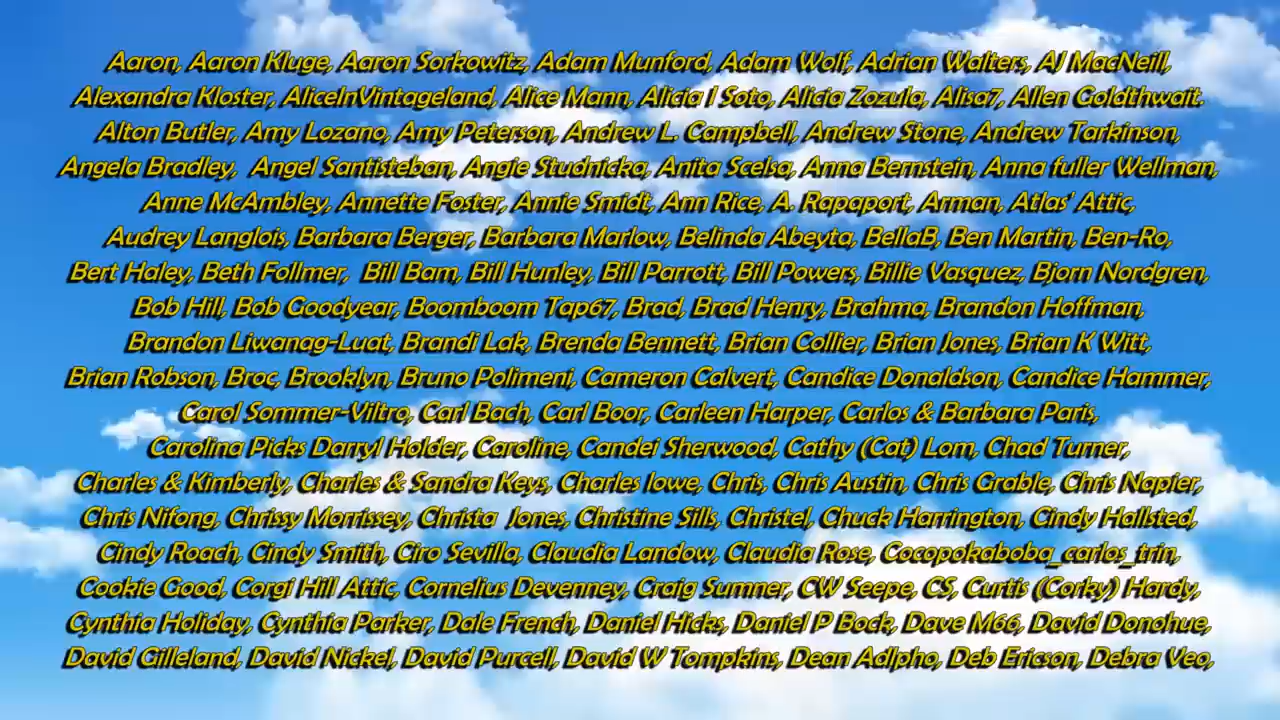 Aaron, Aaron Kluge, Aaron Sorkowitz, Adam Munford, Adam Wolf, Adrian Walters, AJ MacNeill,
Alexandra Kloster, AliceInVintageland, Alice Mann, Alicia I Soto, Alicia Zozula, Alisa7, Allen Goldthwait.
Alton Butler, Amy Lozano, Amy Peterson, Andrew L. Campbell, Andrew Stone, Andrew Tarkinson,
Angela Bradley, Angel Santisteban, Angie Studnicka, Anita Scelsa, Anna Bernstein, Anna fuller Wellman,
Anne McAmbley, Annette Foster, Annie Smidt, Ann Rice, A. Rapaport, Arman, Atlas' Attic,
Audrey Langlois, Barbara Berger, Barbara Marlow, Belinda Abeyta, BellaB, Ben Martin, Ben-Ro,
Bert Haley, Beth Follmer, Bill Bam, Bill Hunley, Bill Parrott, Bill Powers, Billie Vasquez, Bjorn Nordgren,
Bob Hill, Bob Goodyear, Boomboom Tap67, Brad, Brad Henry, Brahma, Brandon Hoffman,
Brandon Liwanag-Luat, Brandi Lak, Brenda Bennett, Brian Collier, Brian Jones, Brian K Witt,
Brian Robson, Broc, Brooklyn, Bruno Polimeni, Cameron Calvert, Candice Donaldson, Candice Hammer,
Carol Sommer-Viltro, Carl Bach, Carl Boor, Carleen Harper, Carlos & Barbara Paris,
Carolina Picks Darryl Holder, Caroline, Candei Sherwood, Cathy (Cat) Lom, Chad Turner,
Charles & Kimberly, Charles & Sandra Keys, Charles lowe, Chris, Chris Austin, Chris Grable, Chris Napier,
Chris Nifong, Chrissy Morrissey, Christa Jones, Christine Sills, Christel, Chuck Harrington, Cindy Hallsted,
Cindy Roach, Cindy Smith, Ciro Sevilla, Claudia Landow, Claudia Rose, Cocopokaboba_carlos_trin,
Cookie Good, Corgi Hill Attic, Cornelius Devenney, Craig Sumner, CW Seepe, CS, Curtis (Corky) Hardy,
Cynthia Holiday, Cynthia Parker, Dale French, Daniel Hicks, Daniel P Bock, Dave M66, David Donohue,
David Gilleland, David Nickel, David Purcell, David W Tompkins, Dean Adlpho, Deb Ericson, Debra Veo,